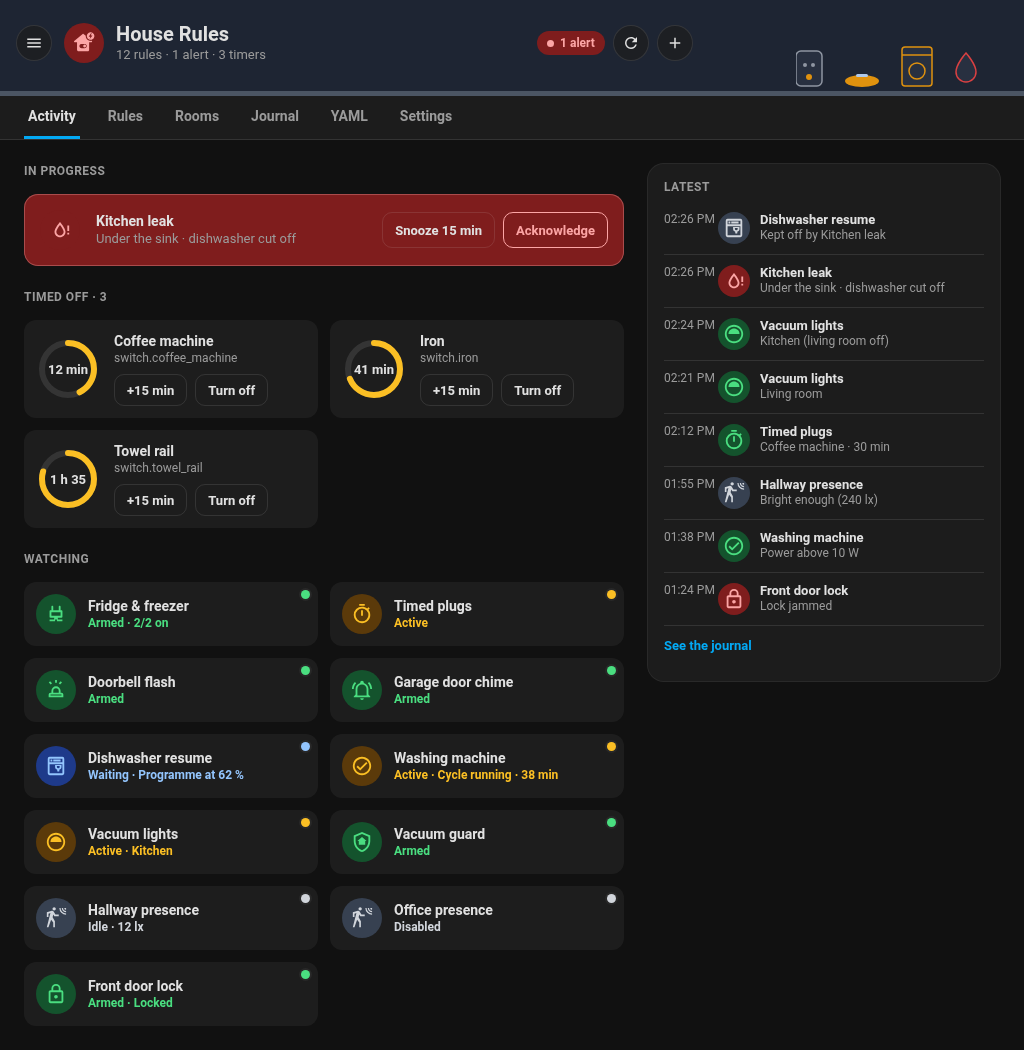 House Rules
12 rules · 1 alert · 3 timers
1 alert
Activity
Rules
Rooms
Journal
YAML
Settings
IN PROGRESS
Kitchen leak
Under the sink · dishwasher cut off
Snooze 15 min
Acknowledge
TIMED OFF · 3
12 min
Coffee machine
switch.coffee_machine
+15 min
Turn off
41 min
Iron
switch.iron
+15 min
Turn off
1 h 35
Towel rail
switch.towel_rail
+15 min
Turn off
WATCHING
Fridge & freezer
Armed · 2/2 on
Timed plugs
Active
Doorbell flash
Armed
Garage door chime
Armed
Dishwasher resume
Waiting · Programme at 62 %
Washing machine
Active · Cycle running · 38 min
Vacuum lights
Active · Kitchen
Vacuum guard
Armed
Hallway presence
Idle · 12 lx
Office presence
Disabled
Front door lock
Armed · Locked
LATEST
02:26 PM
Dishwasher resume
Kept off by Kitchen leak
02:26 PM
Kitchen leak
Under the sink · dishwasher cut off
02:24 PM
Vacuum lights
Kitchen (living room off)
02:21 PM
Vacuum lights
Living room
02:12 PM
Timed plugs
Coffee machine · 30 min
01:55 PM
Hallway presence
Bright enough (240 lx)
01:38 PM
Washing machine
Power above 10 W
01:24 PM
Front door lock
Lock jammed
See the journal